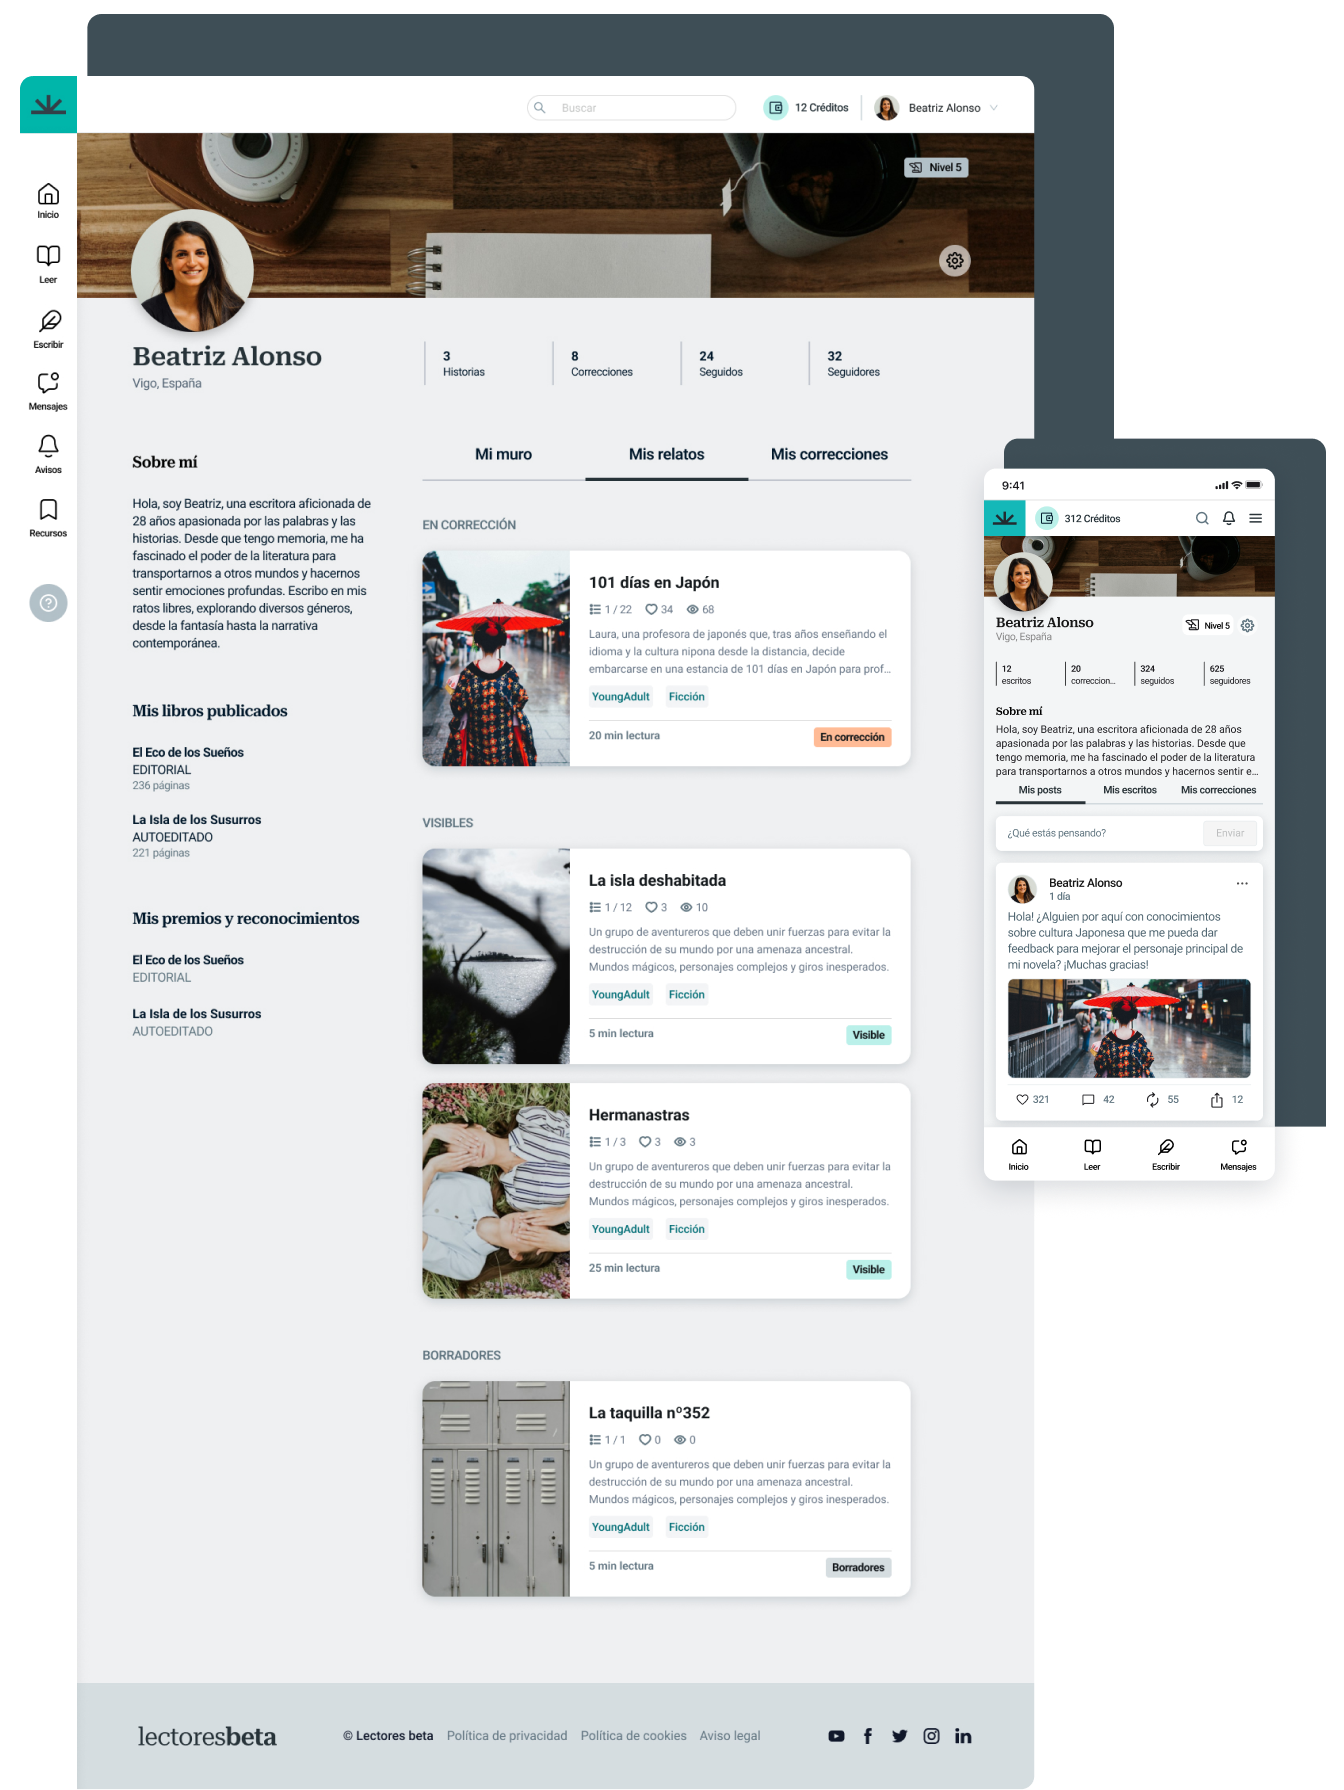 Buscar
12 Créditos
Beatriz Alonso
Nivel 5
Inicio
Leer
Escribir
Mensajes
Avisos
Recursos
Beatriz Alonso
Vigo, España
3
Historias
8
Correcciones
24
Seguidos
32
Seguidores
Sobre mí
Hola, soy Beatriz, una escritora aficionada de
28 años apasionada por las palabras y las
historias. Desde que tengo memoria, me ha
fascinado el poder de la literatura para
transportarnos a otros mundos y hacernos
sentir emociones profundas. Escribo en mis
ratos libres, explorando diversos géneros,
desde la fantasía hasta la narrativa
contemporánea.
Mis libros publicados
El Eco de los Sueños
EDITORIAL
236 páginas
La Isla de los Susurros
AUTOEDITADO
221 páginas
Mis premios y reconocimientos
El Eco de los Sueños
EDITORIAL
La Isla de los Susurros
AUTOEDITADO
Mi muro
Mis relatos
Mis correcciones
EN CORRECCIÓN
101 días en Japón
1 / 22 34 68
Laura, una profesora de japonés que, tras años enseñando el
idioma y la cultura nipona desde la distancia, decide
embarcarse en una estancia de 101 días en Japón para prof...
YoungAdult Ficción
20 min lectura
En corrección
VISIBLES
La isla deshabitada
1 / 12 3 10
Un grupo de aventureros que deben unir fuerzas para evitar la
destrucción de su mundo por una amenaza ancestral.
Mundos mágicos, personajes complejos y giros inesperados.
YoungAdult Ficción
5 min lectura
Visible
Hermanastras
1 / 3 3 3
Un grupo de aventureros que deben unir fuerzas para evitar la
destrucción de su mundo por una amenaza ancestral.
Mundos mágicos, personajes complejos y giros inesperados.
YoungAdult Ficción
25 min lectura
Visible
BORRADORES
La taquilla nº352
1 / 1 0 0
Un grupo de aventureros que deben unir fuerzas para evitar la
destrucción de su mundo por una amenaza ancestral.
Mundos mágicos, personajes complejos y giros inesperados.
YoungAdult Ficción
5 min lectura
Borradores
lectoresbeta
© Lectores beta Política de privacidad Política de cookies Aviso legal
9:41
312 Créditos
Beatriz Alonso
Vigo, España
Nivel 5
12
escritos
20
correccion...
324
seguidos
625
seguidores
Sobre mí
Hola, soy Beatriz, una escritora aficionada de 28 años
apasionada por las palabras y las historias. Desde que
tengo memoria, me ha fascinado el poder de la literatura
para transportarnos a otros mundos y hacernos sentir e...
Mis posts
Mis escritos
Mis correcciones
¿Qué estás pensando?
Enviar
Beatriz Alonso
1 día
Hola! ¿Alguien por aquí con conocimientos
sobre cultura Japonesa que me pueda dar
feedback para mejorar el personaje principal de
mi novela? ¡Muchas gracias!
321 42 55 12
Inicio
Leer
Escribir
Mensajes